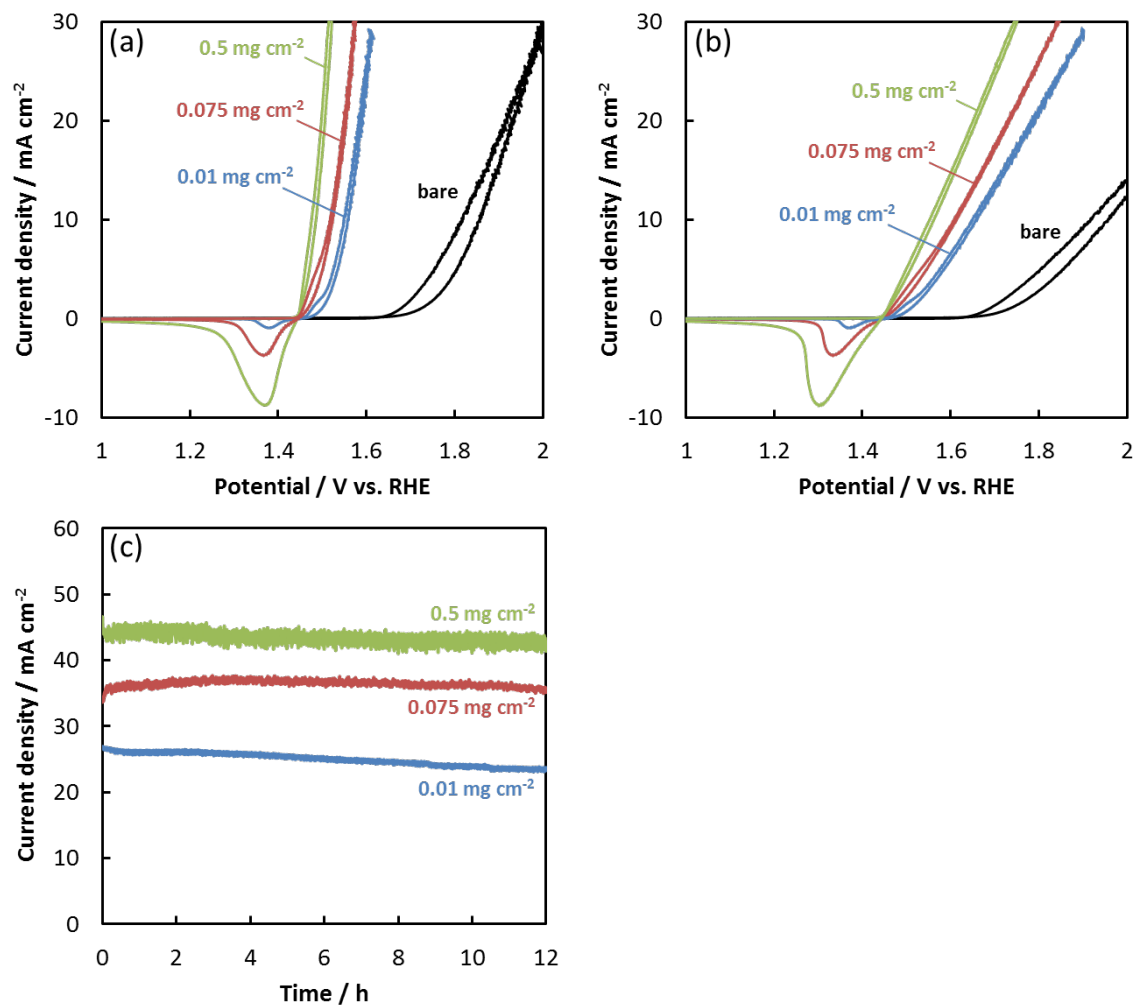 (a)
30
20
10
0
-10
Current density / mA cm⁻²
0.5 mg cm⁻²
0.075 mg cm⁻²
0.01 mg cm⁻²
bare
1 1.2 1.4 1.6 1.8 2
Potential / V vs. RHE
(b)
30
20
10
0
-10
Current density / mA cm⁻²
0.5 mg cm⁻²
0.075 mg cm⁻²
0.01 mg cm⁻²
bare
1 1.2 1.4 1.6 1.8 2
Potential / V vs. RHE
(c)
60
50
40
30
20
10
0
Current density / mA cm⁻²
0.5 mg cm⁻²
0.075 mg cm⁻²
0.01 mg cm⁻²
0 2 4 6 8 10 12
Time / h